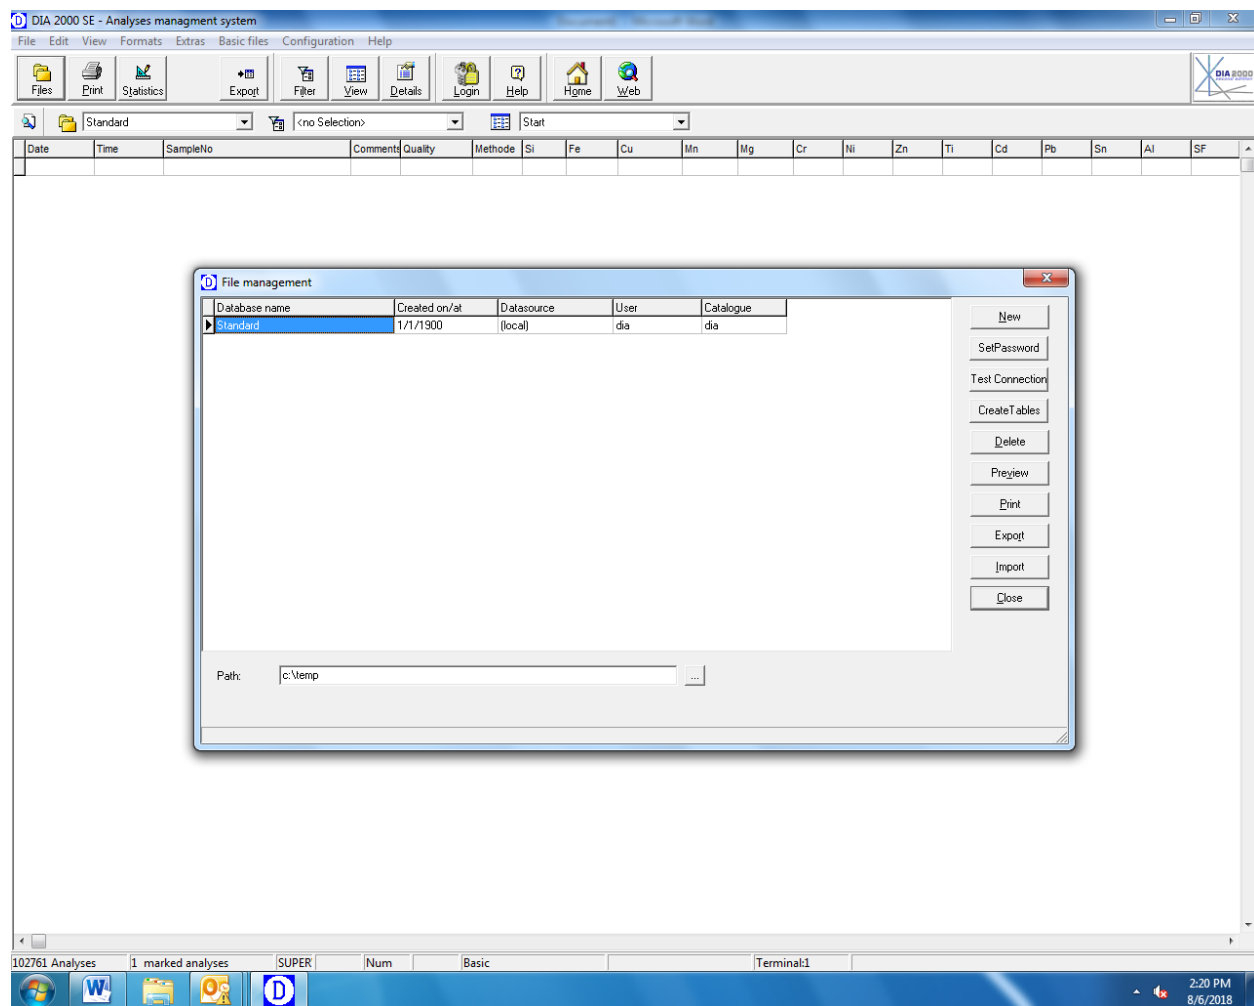 DIA 2000 SE - Analyses managment system
File Edit View Formats Extras Basic files Configuration Help
Files Print Statistics Export Filter View Details Login Help Home Web
DIA 2000
Standard <no Selection> Start
Date Time SampleNo Comments Quality Methode Si Fe Cu Mn Mg Cr Ni Zn Ti Cd Pb Sn Al SF
File management
Database name Created on/at Datasource User Catalogue
Standard 1/1/1900 (local) dia dia
New
SetPassword
Test Connection
CreateTables
Delete
Preview
Print
Export
Import
Close
Path: c:\temp ...
102761 Analyses 1 marked analyses SUPER Num Basic Terminal:1
2:20 PM
8/6/2018